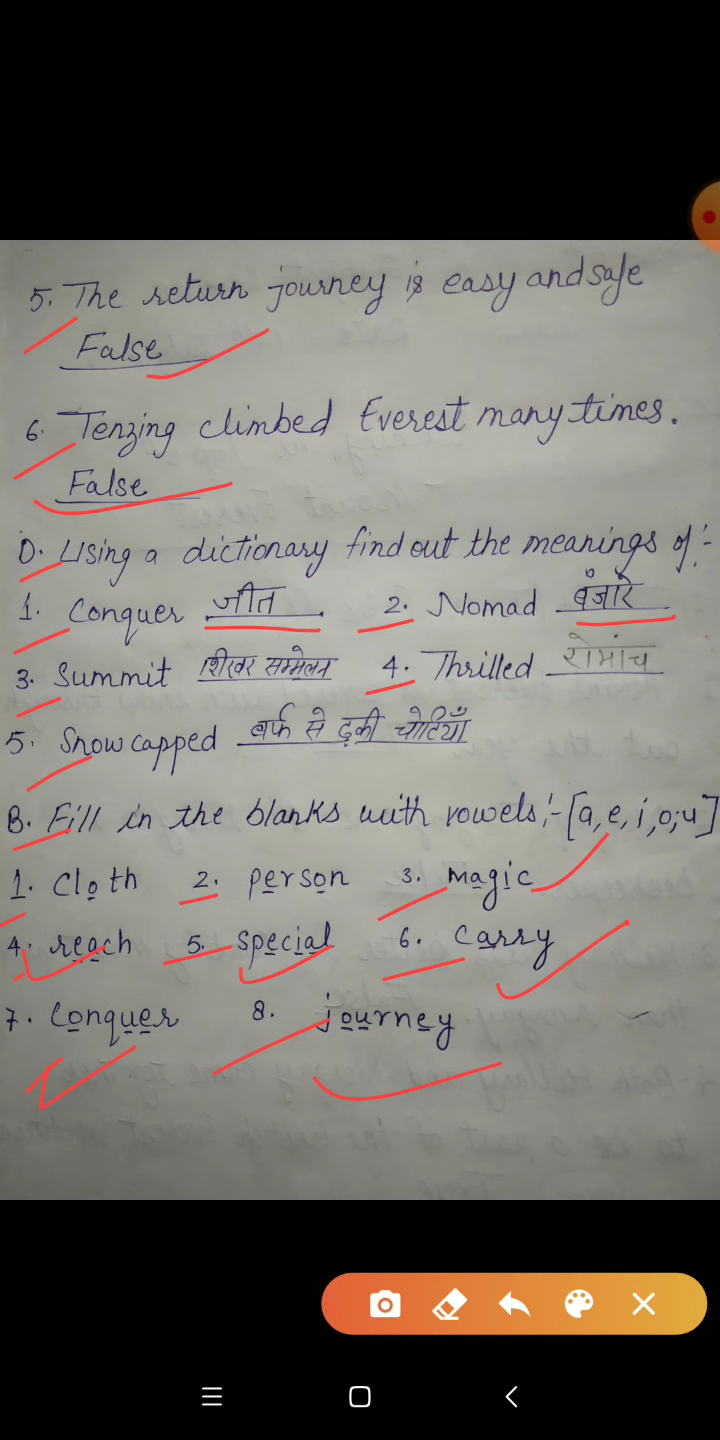 5. The return journey is easy and safe
False
6. Tenzing climbed Everest many times.
False
D. Using a dictionary find out the meanings of :-
1. Conquer जीत. 2. Nomad बंजारे
3. Summit शिखर सम्मेलन 4. Thrilled रोमांच
5. Snow capped बर्फ से ढ़की चोटियाँ
B. Fill in the blanks with vowels :- [a, e, i, o, u]
1. Cloth 2. person 3. magic
4. reach 5. special 6. carry
7. Conquer 8. journey